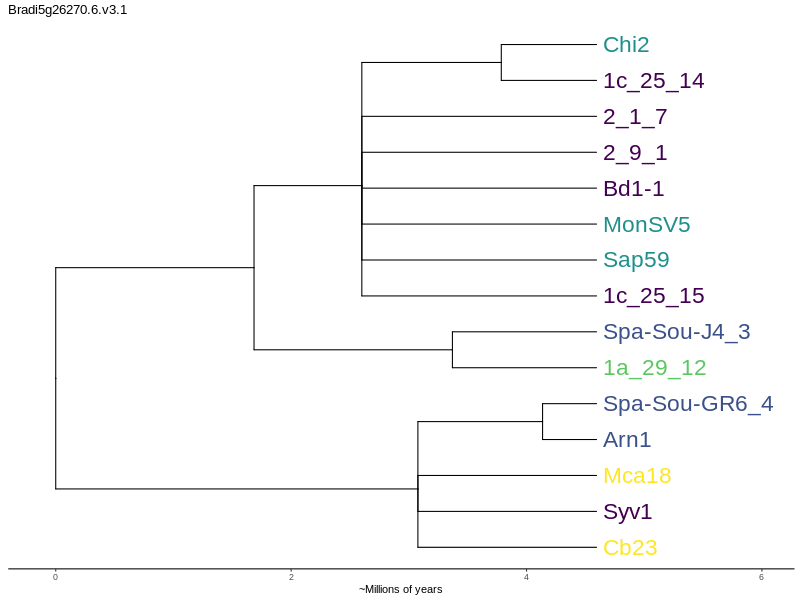 Bradi5g26270.6.v3.1
Chi2
1c_25_14
2_1_7
2_9_1
Bd1-1
MonSV5
Sap59
1c_25_15
Spa-Sou-J4_3
1a_29_12
Spa-Sou-GR6_4
Arn1
Mca18
Syv1
Cb23
0 2 4 6
~Millions of years